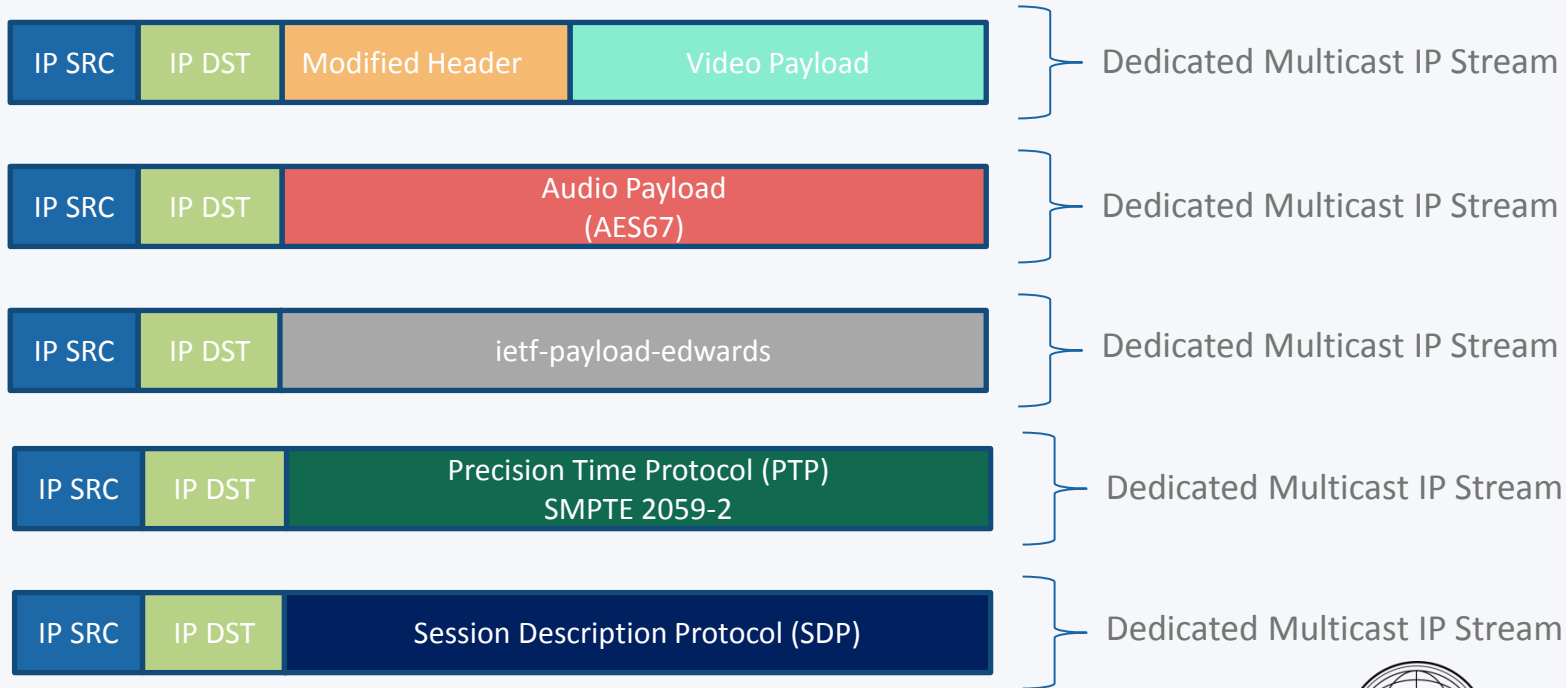 IP SRC IP DST Modified Header Video Payload Dedicated Multicast IP Stream
IP SRC IP DST Audio Payload
(AES67) Dedicated Multicast IP Stream
IP SRC IP DST ietf-payload-edwards Dedicated Multicast IP Stream
IP SRC IP DST Precision Time Protocol (PTP)
SMPTE 2059-2 Dedicated Multicast IP Stream
IP SRC IP DST Session Description Protocol (SDP) Dedicated Multicast IP Stream